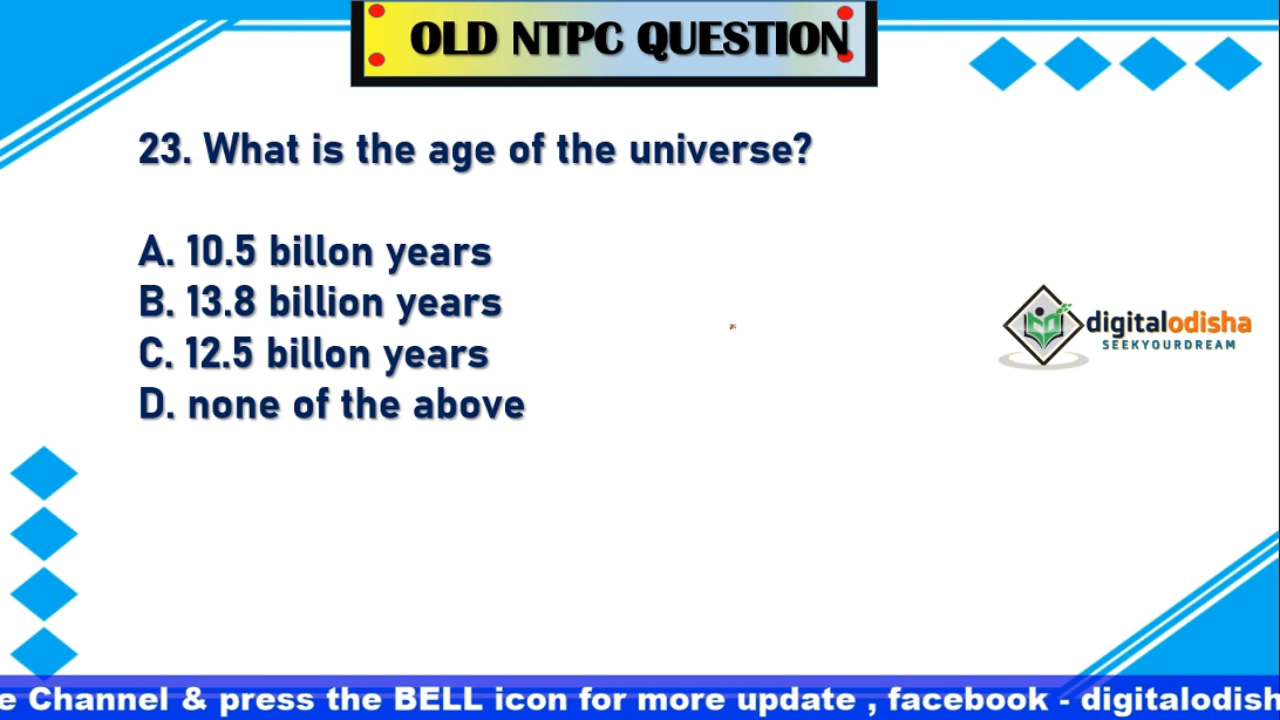 OLD NTPC QUESTION
23. What is the age of the universe?
A. 10.5 billon years
B. 13.8 billion years
C. 12.5 billon years
D. none of the above
digitalodisha
SEEKYOURDREAM
e Channel & press the BELL icon for more update , facebook - digitalodish